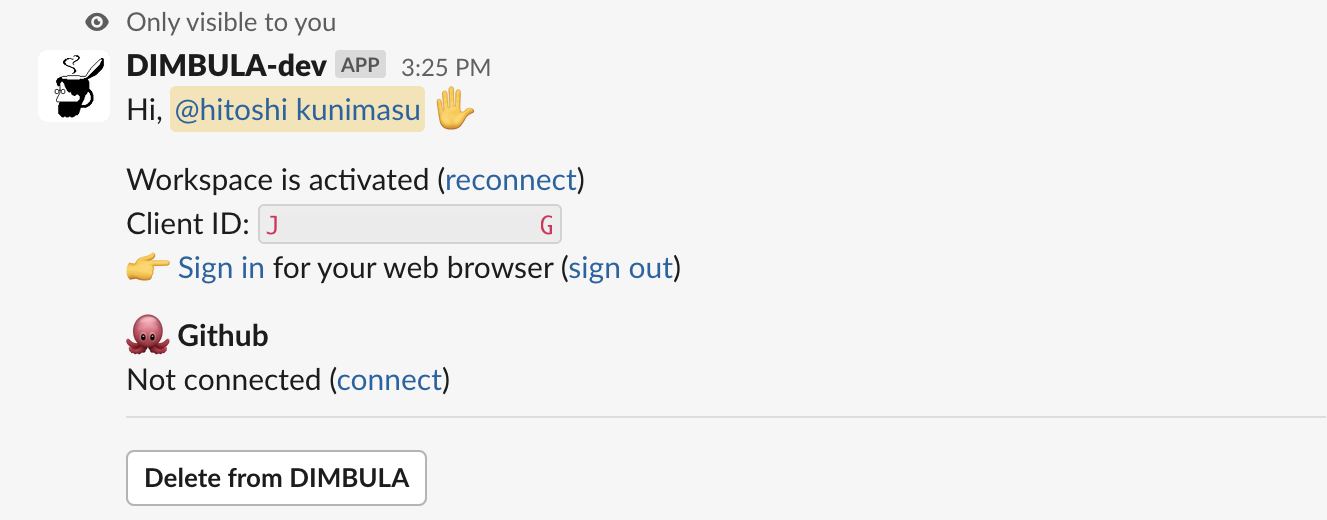 Only visible to you
DIMBULA-dev APP 3:25 PM
Hi, @hitoshi kunimasu 🖐
Workspace is activated (reconnect)
Client ID: J G
👉 Sign in for your web browser (sign out)
🐙 Github
Not connected (connect)
Delete from DIMBULA